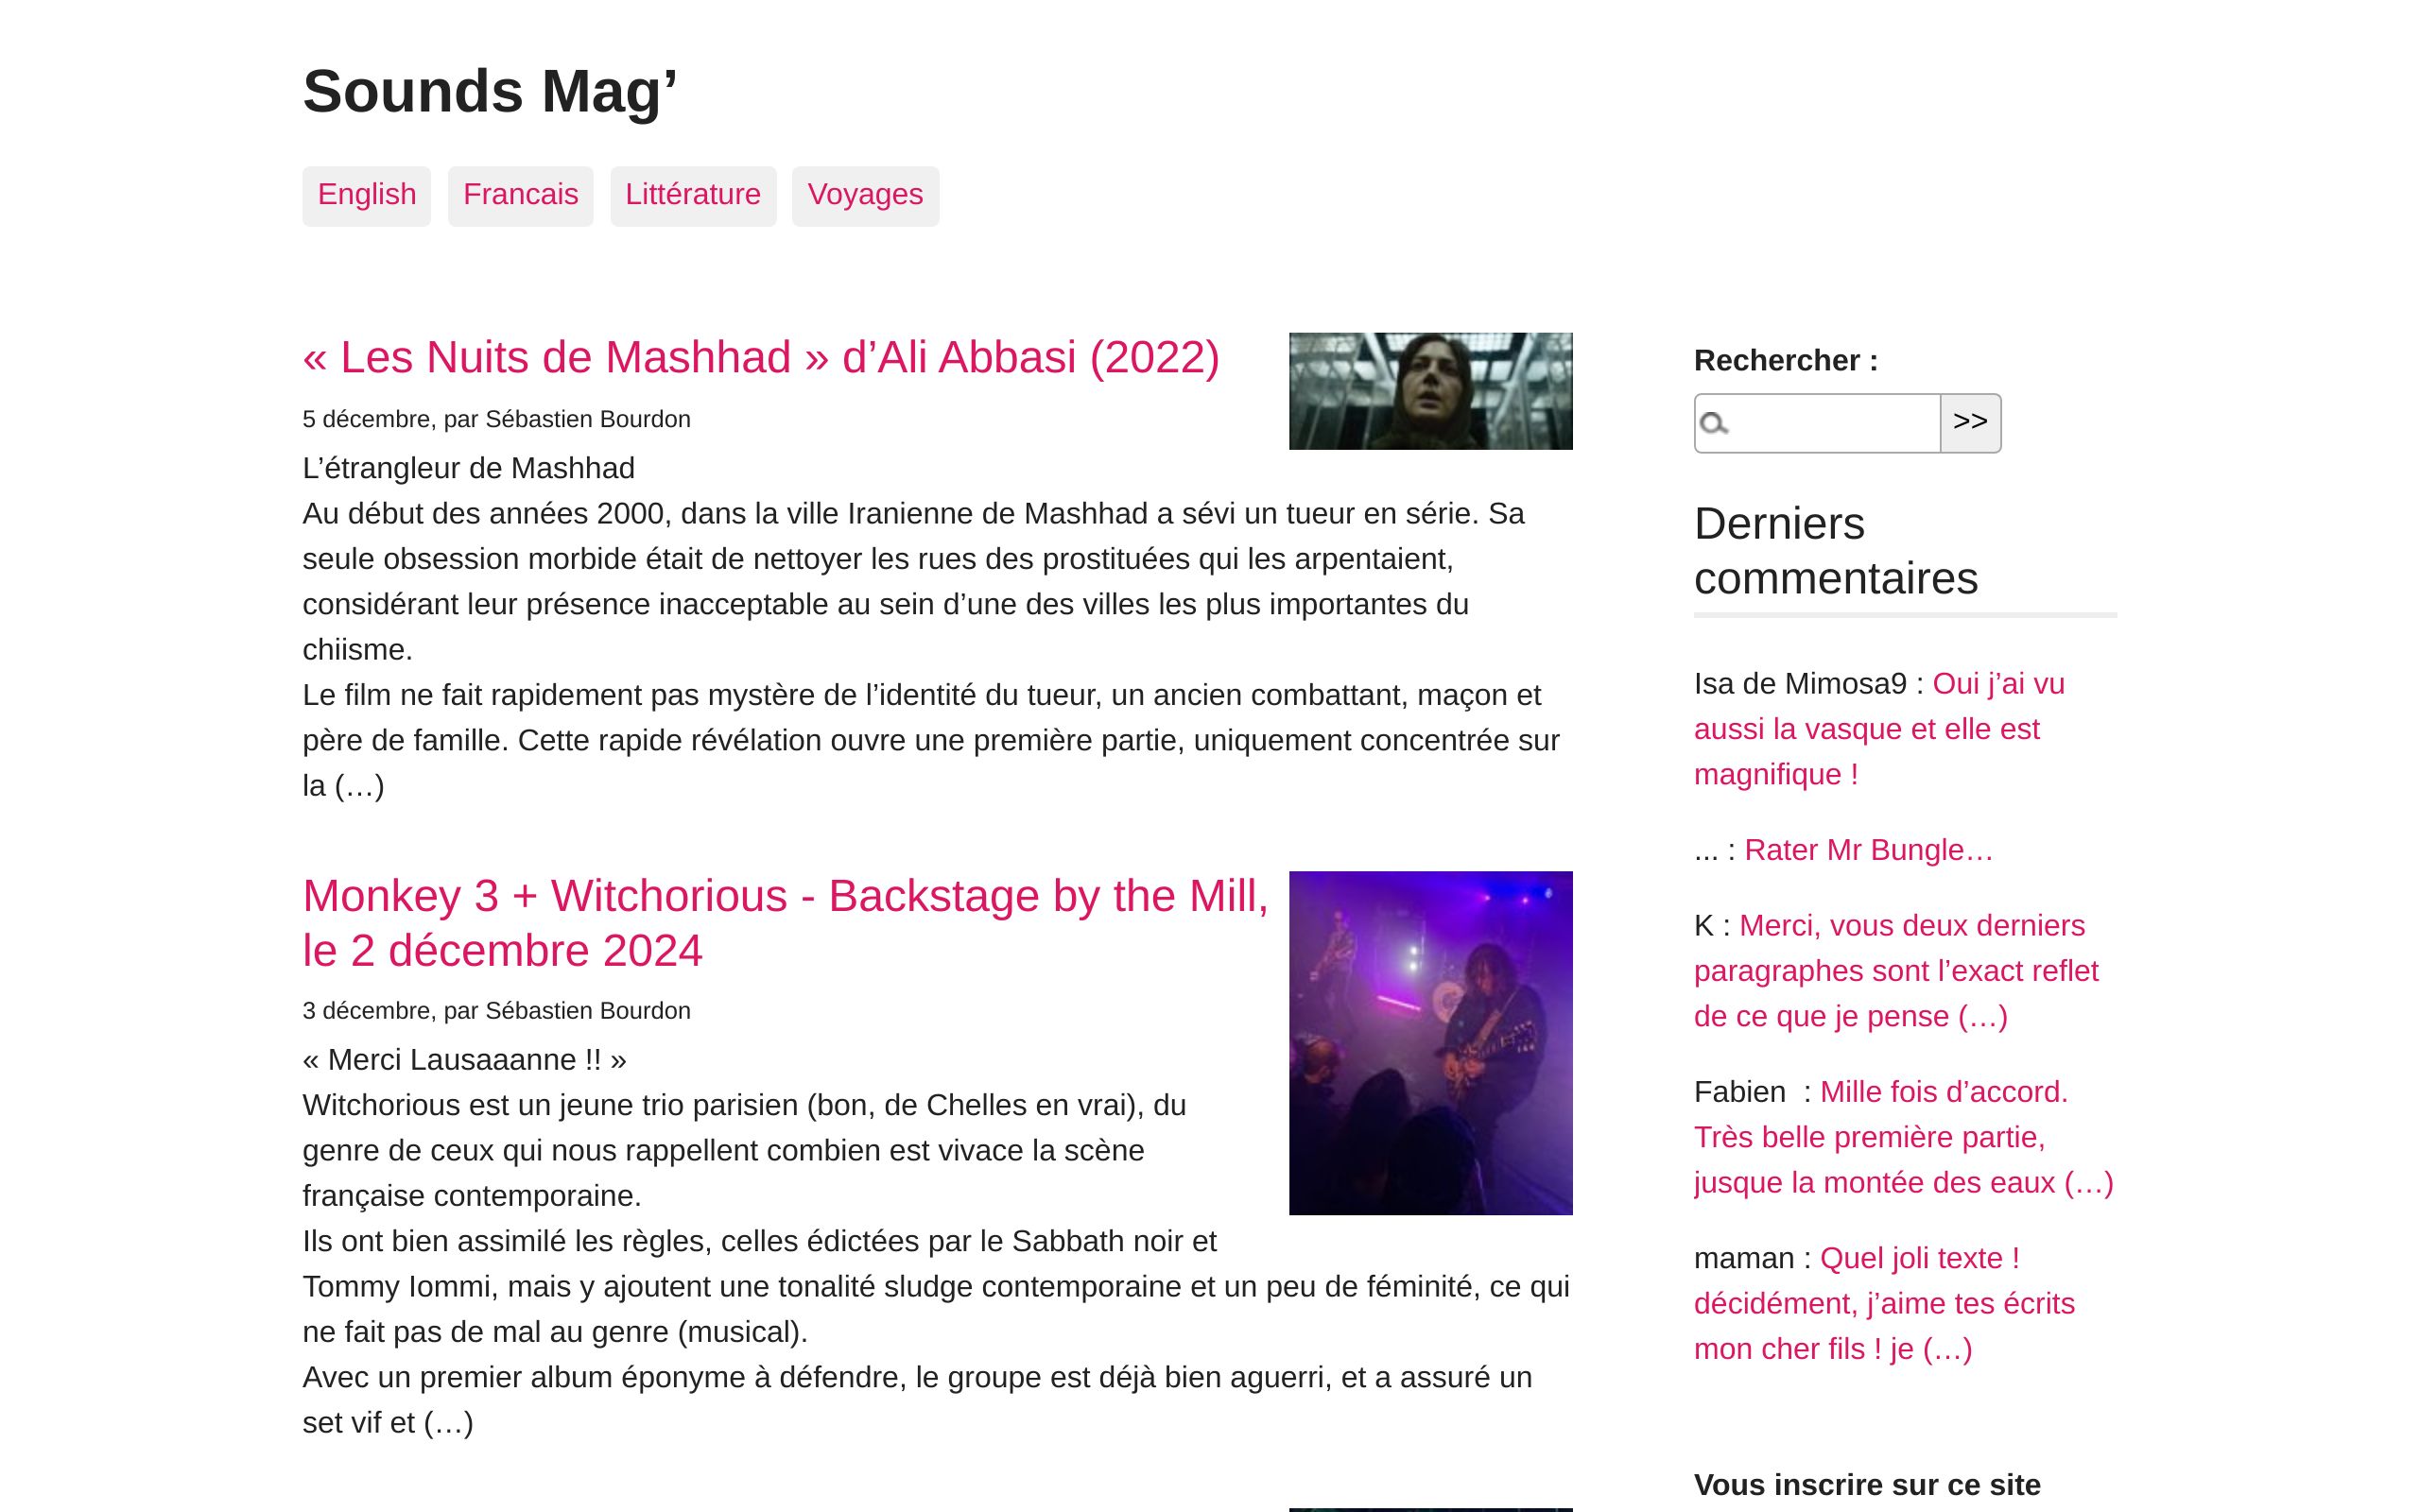 Sounds Mag’
English Francais Littérature Voyages
« Les Nuits de Mashhad » d’Ali Abbasi (2022)
5 décembre, par Sébastien Bourdon
L’étrangleur de Mashhad
Au début des années 2000, dans la ville Iranienne de Mashhad a sévi un tueur en série. Sa
seule obsession morbide était de nettoyer les rues des prostituées qui les arpentaient,
considérant leur présence inacceptable au sein d’une des villes les plus importantes du
chiisme.
Le film ne fait rapidement pas mystère de l’identité du tueur, un ancien combattant, maçon et
père de famille. Cette rapide révélation ouvre une première partie, uniquement concentrée sur
la (…)
Monkey 3 + Witchorious - Backstage by the Mill,
le 2 décembre 2024
3 décembre, par Sébastien Bourdon
« Merci Lausaaanne !! »
Witchorious est un jeune trio parisien (bon, de Chelles en vrai), du
genre de ceux qui nous rappellent combien est vivace la scène
française contemporaine.
Ils ont bien assimilé les règles, celles édictées par le Sabbath noir et
Tommy Iommi, mais y ajoutent une tonalité sludge contemporaine et un peu de féminité, ce qui
ne fait pas de mal au genre (musical).
Avec un premier album éponyme à défendre, le groupe est déjà bien aguerri, et a assuré un
set vif et (…)
Rechercher :
>>
Derniers
commentaires
Isa de Mimosa9 : Oui j’ai vu
aussi la vasque et elle est
magnifique !
... : Rater Mr Bungle…
K : Merci, vous deux derniers
paragraphes sont l’exact reflet
de ce que je pense (…)
Fabien  : Mille fois d’accord.
Très belle première partie,
jusque la montée des eaux (…)
maman : Quel joli texte !
décidément, j’aime tes écrits
mon cher fils ! je (…)
Vous inscrire sur ce site